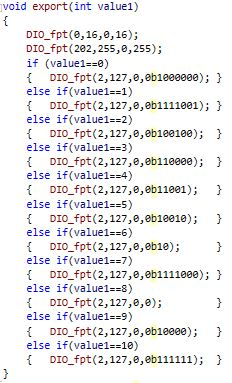 void export(int value1)
{
DIO_fpt(0,16,0,16);
DIO_fpt(202,255,0,255);
if (value1==0)
{ DIO_fpt(2,127,0,0b1000000); }
else if(value1==1)
{ DIO_fpt(2,127,0,0b1111001); }
else if(value1==2)
{ DIO_fpt(2,127,0,0b100100); }
else if(value1==3)
{ DIO_fpt(2,127,0,0b110000); }
else if(value1==4)
{ DIO_fpt(2,127,0,0b11001); }
else if(value1==5)
{ DIO_fpt(2,127,0,0b10010); }
else if(value1==6)
{ DIO_fpt(2,127,0,0b10); }
else if(value1==7)
{ DIO_fpt(2,127,0,0b1111000); }
else if(value1==8)
{ DIO_fpt(2,127,0,0); }
else if(value1==9)
{ DIO_fpt(2,127,0,0b10000); }
else if(value1==10)
{ DIO_fpt(2,127,0,0b111111); }
}